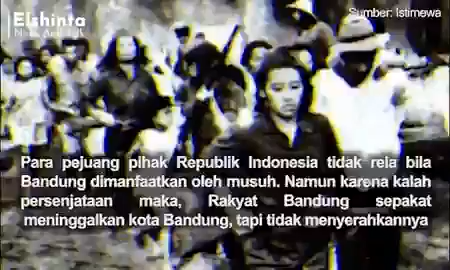 Elshinta
Sumber: Istimewa
Para pejuang pihak Republik Indonesia tidak rela bila
Bandung dimanfaatkan oleh musuh. Namun karena kalah
persenjataan maka, Rakyat Bandung sepakat
meninggalkan kota Bandung, tapi tidak menyerahkannya